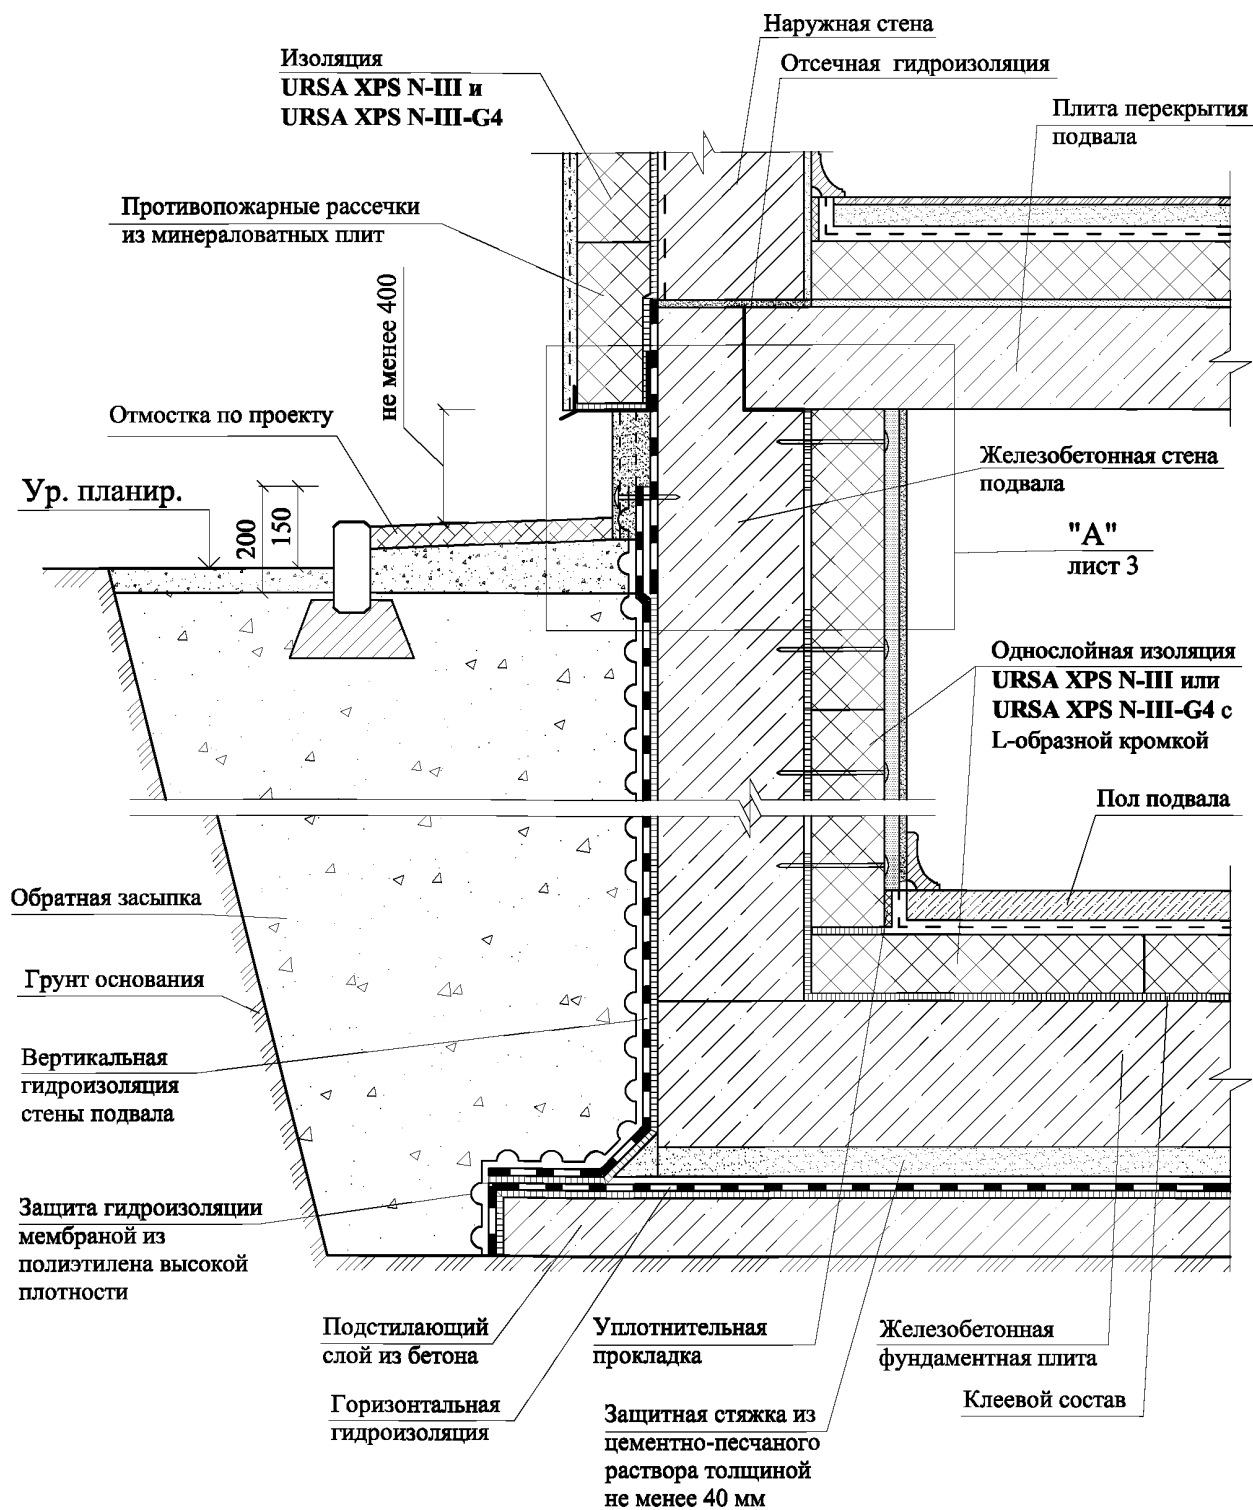 Наружная стена
Отсечная гидроизоляция
Изоляция
URSA XPS N-III и
URSA XPS N-III-G4
Плита перекрытия
подвала
Противопожарные рассечки
из минераловатных плит
не менее 400
Отмостка по проекту
Ур. планир.
200
150
Железобетонная стена
подвала
"А"
лист 3
Однослойная изоляция
URSA XPS N-III или
URSA XPS N-III-G4 с
L-образной кромкой
Пол подвала
Обратная засыпка
Грунт основания
Вертикальная
гидроизоляция
стены подвала
Защита гидроизоляции
мембраной из
полиэтилена высокой
плотности
Подстилающий
слой из бетона
Уплотнительная
прокладка
Железобетонная
фундаментная плита
Клеевой состав
Горизонтальная
гидроизоляция
Защитная стяжка из
цементно-песчаного
раствора толщиной
не менее 40 мм